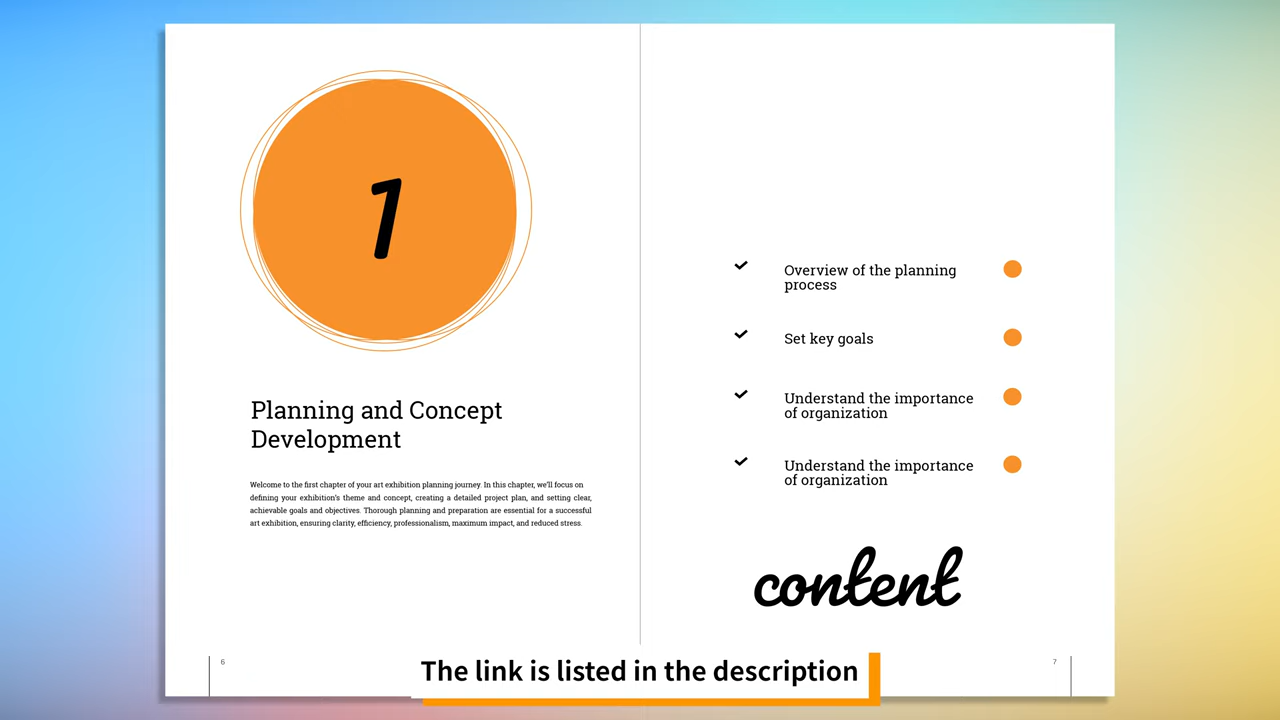 1
Planning and Concept
Development
Welcome to the first chapter of your art exhibition planning journey. In this chapter, we'll focus on
defining your exhibition's theme and concept, creating a detailed project plan, and setting clear,
achievable goals and objectives. Thorough planning and preparation are essential for a successful
art exhibition, ensuring clarity, efficiency, professionalism, maximum impact, and reduced stress.
6
Overview of the planning
process
Set key goals
Understand the importance
of organization
Understand the importance
of organization
content
7
The link is listed in the description